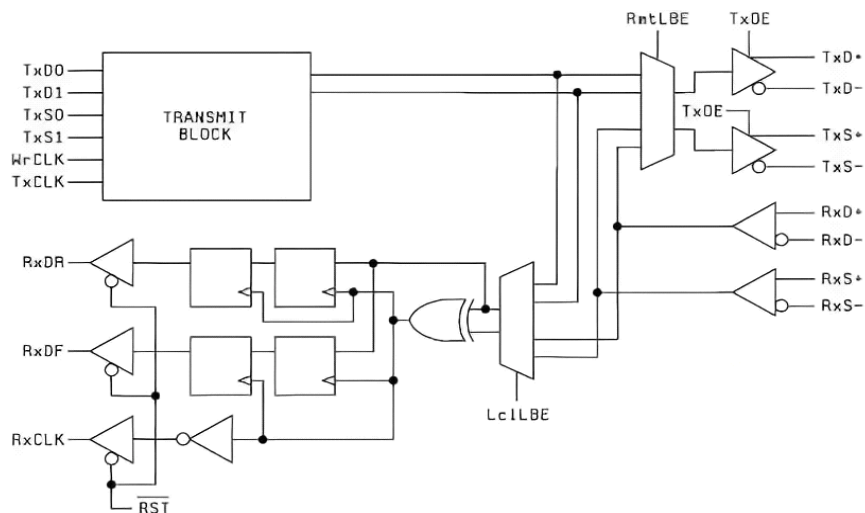 RmtLBE
TxOE
TxD0
TxD1
TxS0
TxS1
WrCLK
TxCLK
TRANSMIT
BLOCK
TxOE
TxD+
TxD-
TxS+
TxS-
RxD+
RxD-
RxS+
RxS-
RxDR
RxDF
RxCLK
LclLBE
RST